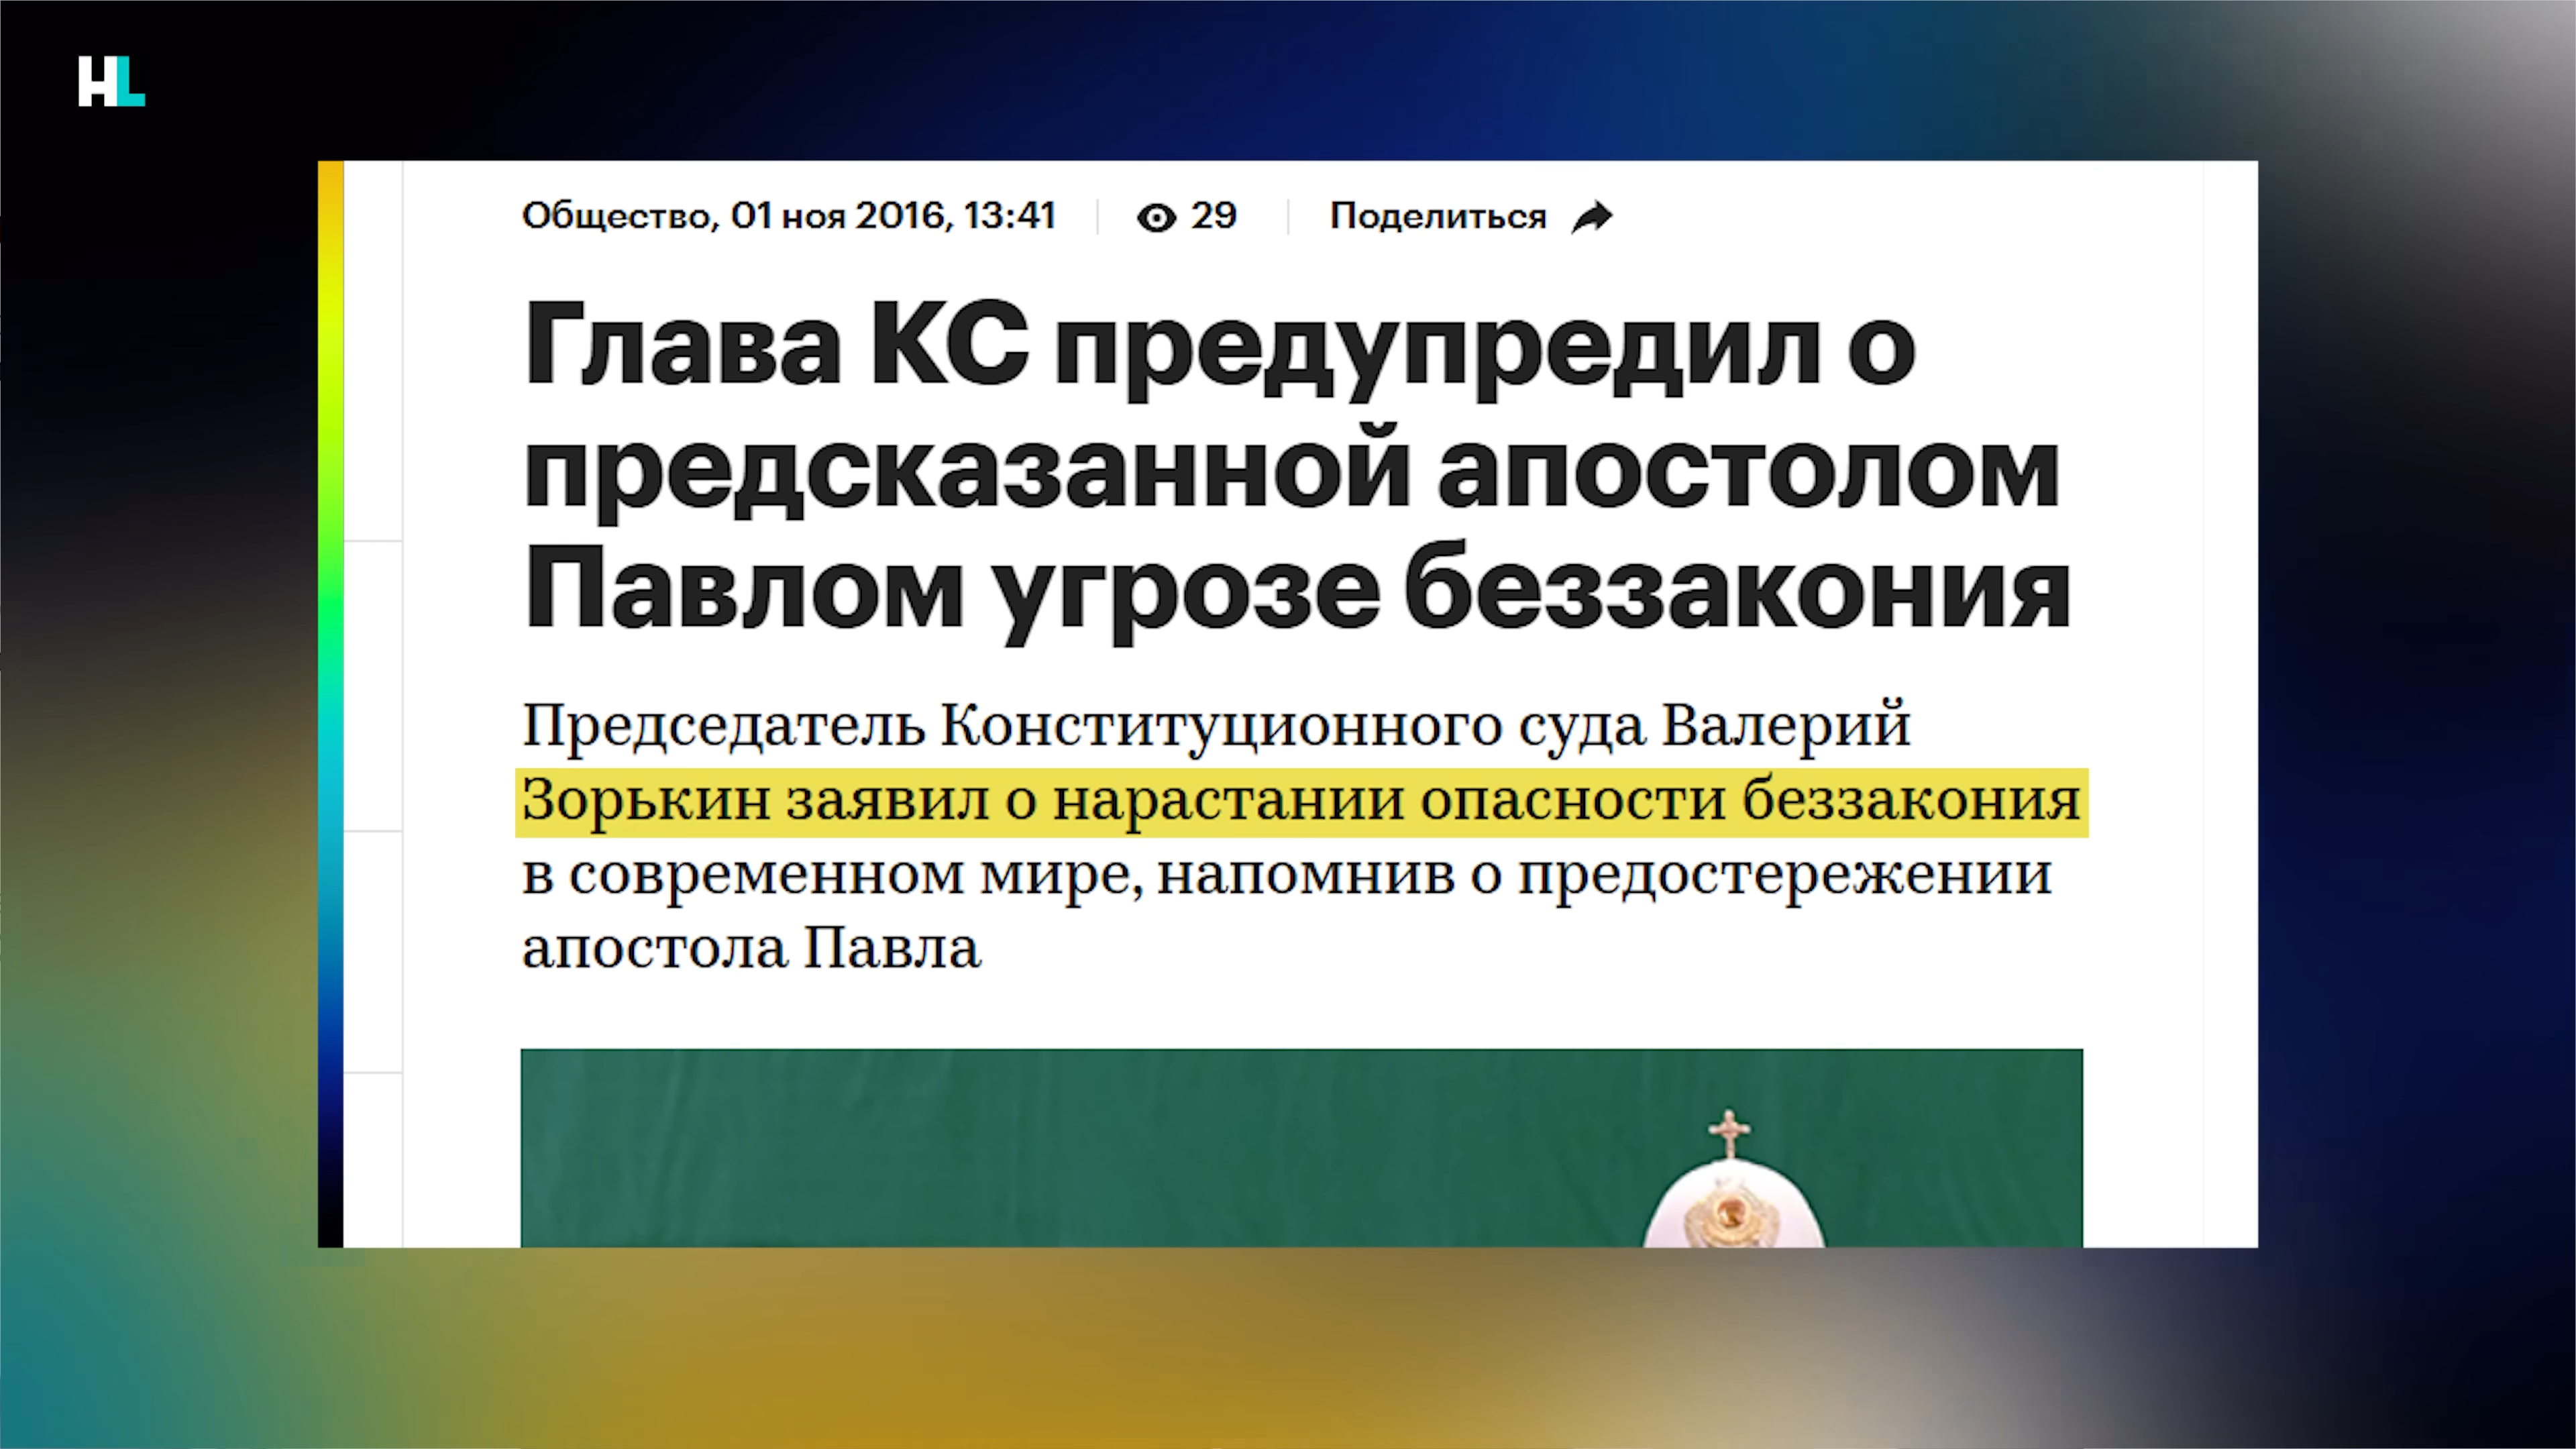 НL
Общество, 01 ноя 2016, 13:41 29 Поделиться
Глава КС предупредил о
предсказанной апостолом
Павлом угрозе беззакония
Председатель Конституционного суда Валерий
Зорькин заявил о нарастании опасности беззакония
в современном мире, напомнив о предостережении
апостола Павла